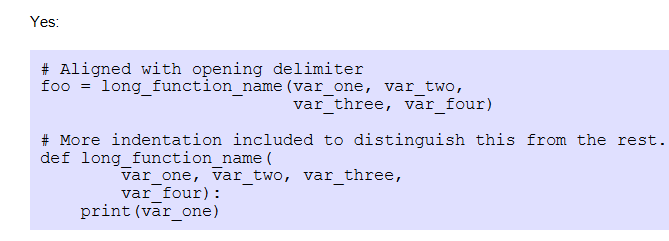 Yes:
# Aligned with opening delimiter
foo = long_function_name(var_one, var_two,
                         var_three, var_four)
# More indentation included to distinguish this from the rest.
def long_function_name(
        var_one, var_two, var_three,
        var_four):
    print(var_one)